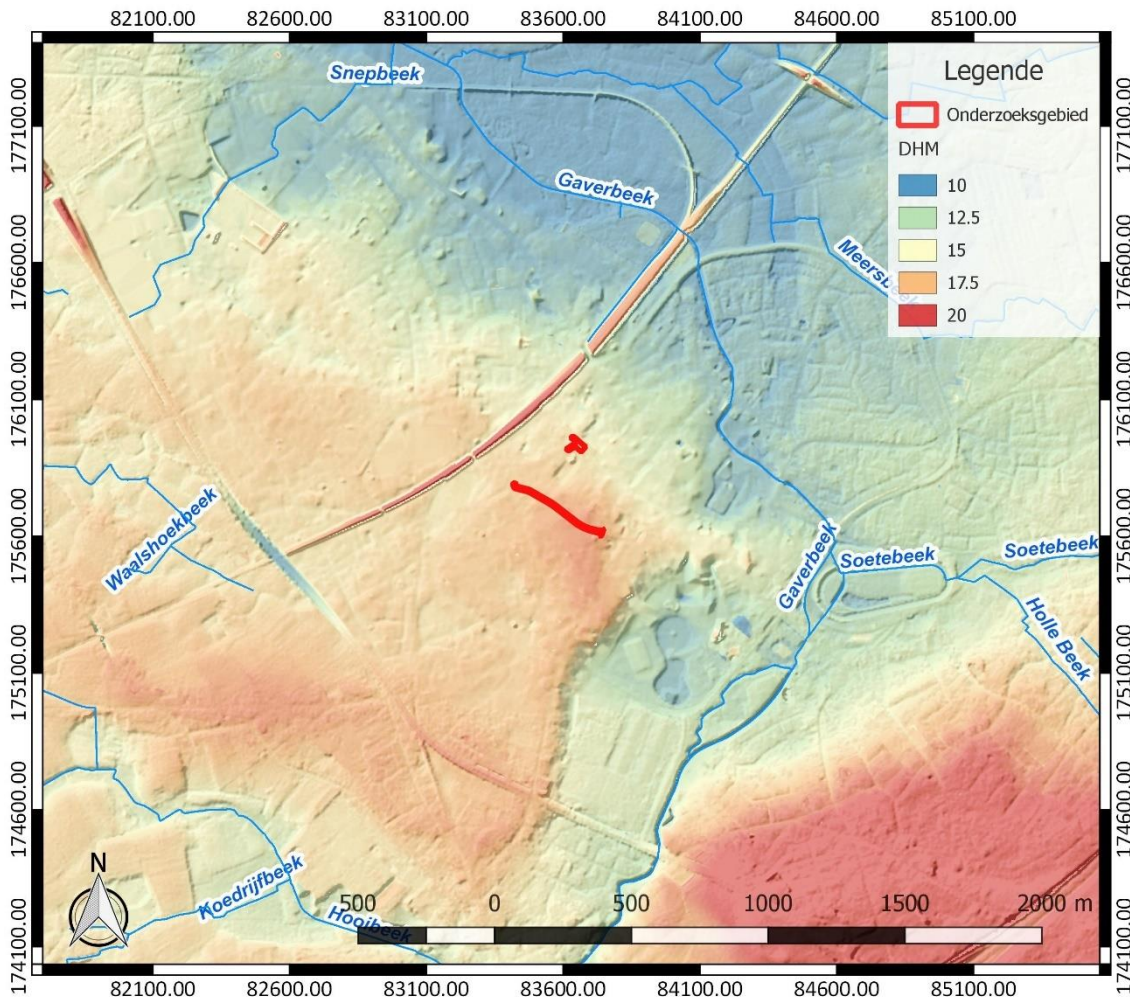 82100.00 82600.00 83100.00 83600.00 84100.00 84600.00 85100.00
177100.00
176600.00
176100.00
175600.00
175100.00
174600.00
174100.00
Legende
Onderzoeksgebied
DHM
10
12.5
15
17.5
20
Snepbeek
Gaverbeek
Meersbeek
Waalshoekbeek
Gaverbeek
Soetebeek
Soetebeek
Holle Beek
Koedrijfbeek
Hooibeek
N
500 0 500 1000 1500 2000 m
177100.00
176600.00
176100.00
175600.00
175100.00
174600.00
174100.00
82100.00 82600.00 83100.00 83600.00 84100.00 84600.00 85100.00